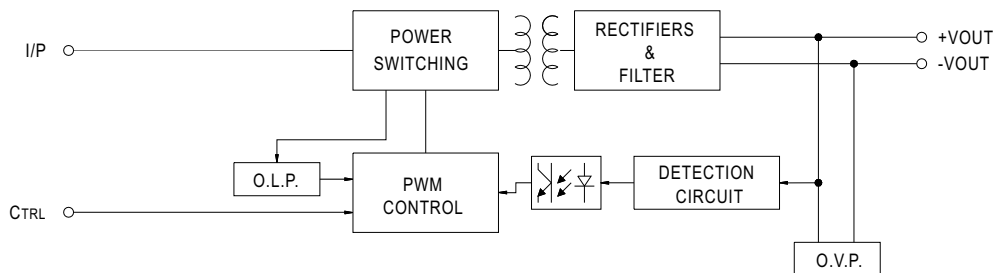 I/P
POWER
SWITCHING
RECTIFIERS
&
FILTER
+VOUT
-VOUT
O.L.P.
PWM
CONTROL
DETECTION
CIRCUIT
CTRL
O.V.P.